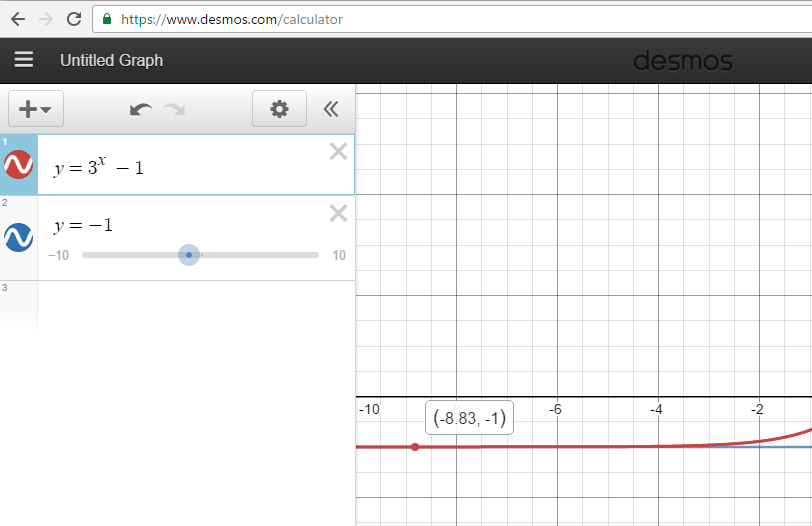 https://www.desmos.com/calculator
Untitled Graph
desmos
1
y = 3^x − 1
2
y = −1
−10
10
3
-10
-6
-4
-2
(-8.83, -1)